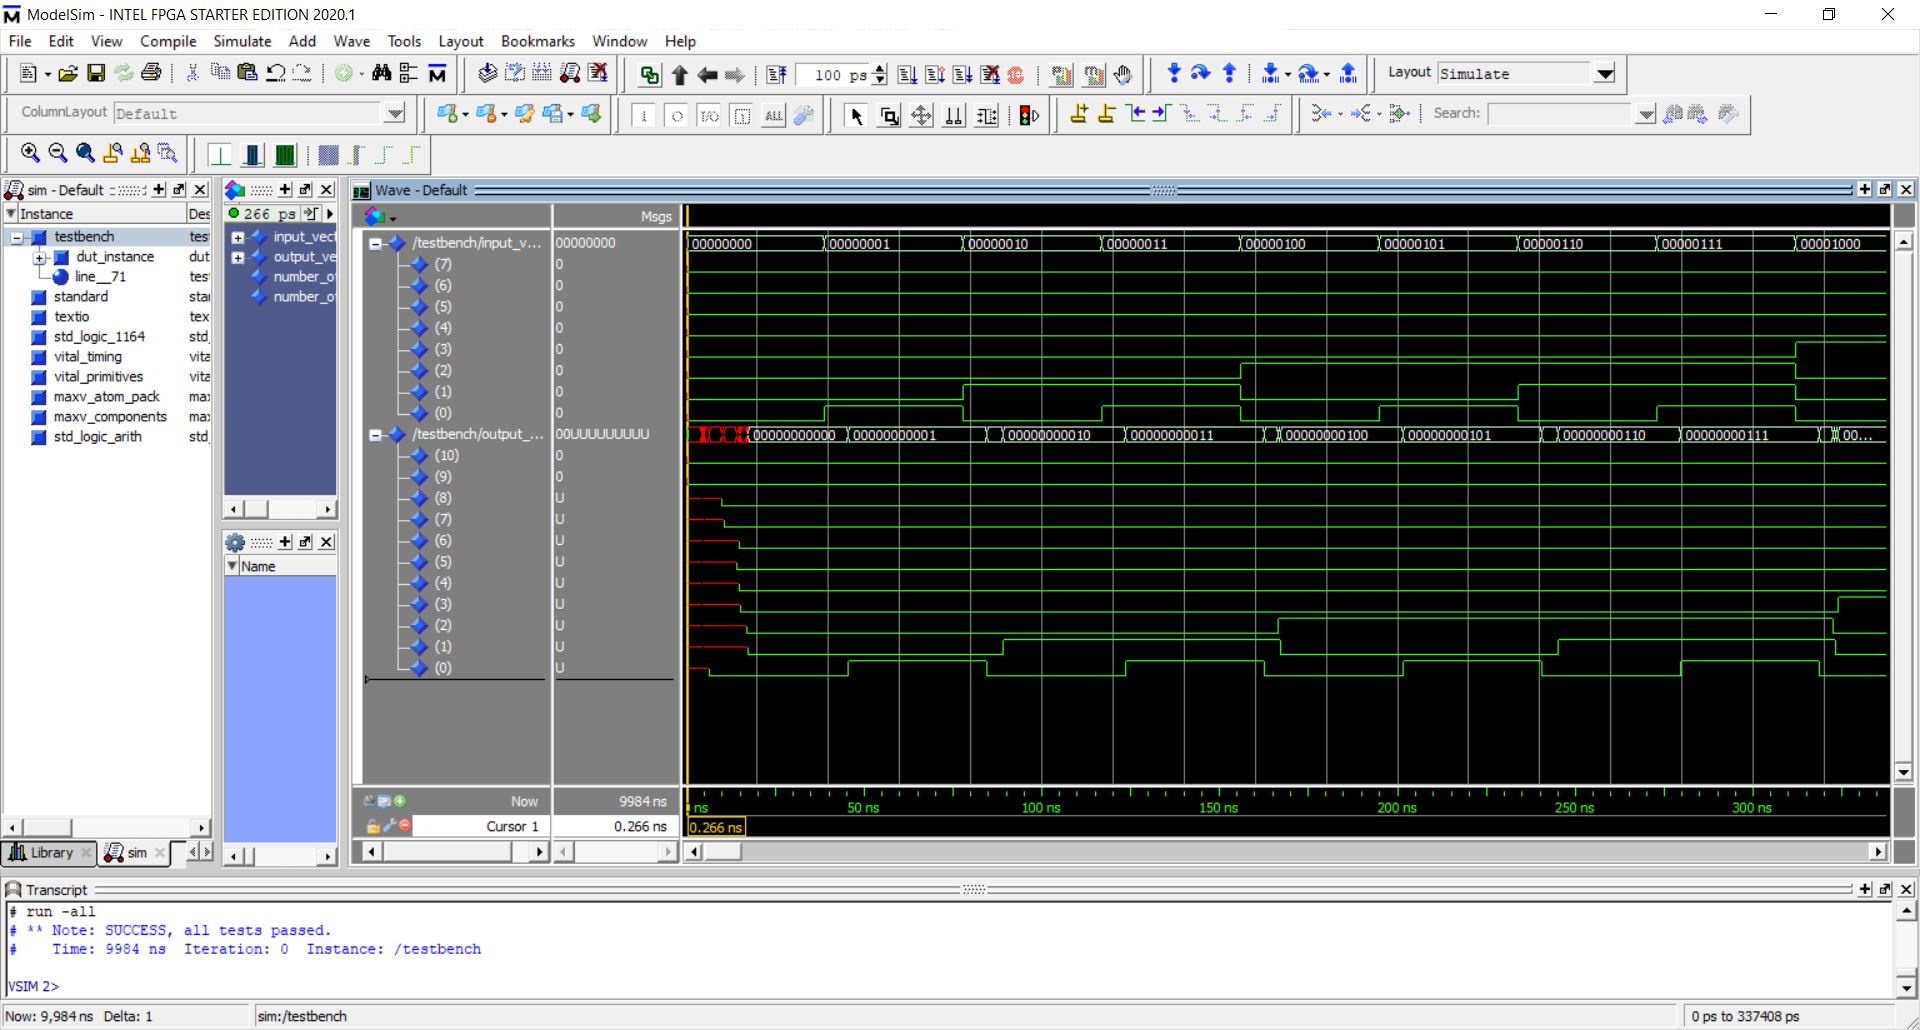 ModelSim - INTEL FPGA STARTER EDITION 2020.1
File Edit View Compile Simulate Add Wave Tools Layout Bookmarks Window Help
100 ps
Layout Simulate
ColumnLayout Default
ALL
Search:
sim - Default
Instance Des
testbench tes
dut_instance dut
line__71 tes
standard sta
textio tex
std_logic_1164 std_
vital_timing vita
vital_primitives vita
maxv_atom_pack ma
maxv_components ma
std_logic_arith std_
Library
sim
266 ps
input_vect
output_ve
number_o
number_o
Name
Wave - Default
Msgs
/testbench/input_v... 00000000 00000000 00000001 00000010 00000011 00000100 00000101 00000110 00000111 00001000
(7) 0
(6) 0
(5) 0
(4) 0
(3) 0
(2) 0
(1) 0
(0) 0
/testbench/output_... 00UUUUUUUUU 00000000000 00000000001 00000000010 00000000011 00000000100 00000000101 00000000110 00000000111 00...
(10) 0
(9) 0
(8) U
(7) U
(6) U
(5) U
(4) U
(3) U
(2) U
(1) U
(0) U
Now 9984 ns ns 50 ns 100 ns 150 ns 200 ns 250 ns 300 ns
Cursor 1 0.266 ns 0.266 ns
Transcript
# run -all
# ** Note: SUCCESS, all tests passed.
# Time: 9984 ns Iteration: 0 Instance: /testbench
VSIM 2>
Now: 9,984 ns Delta: 1 sim:/testbench 0 ps to 337408 ps